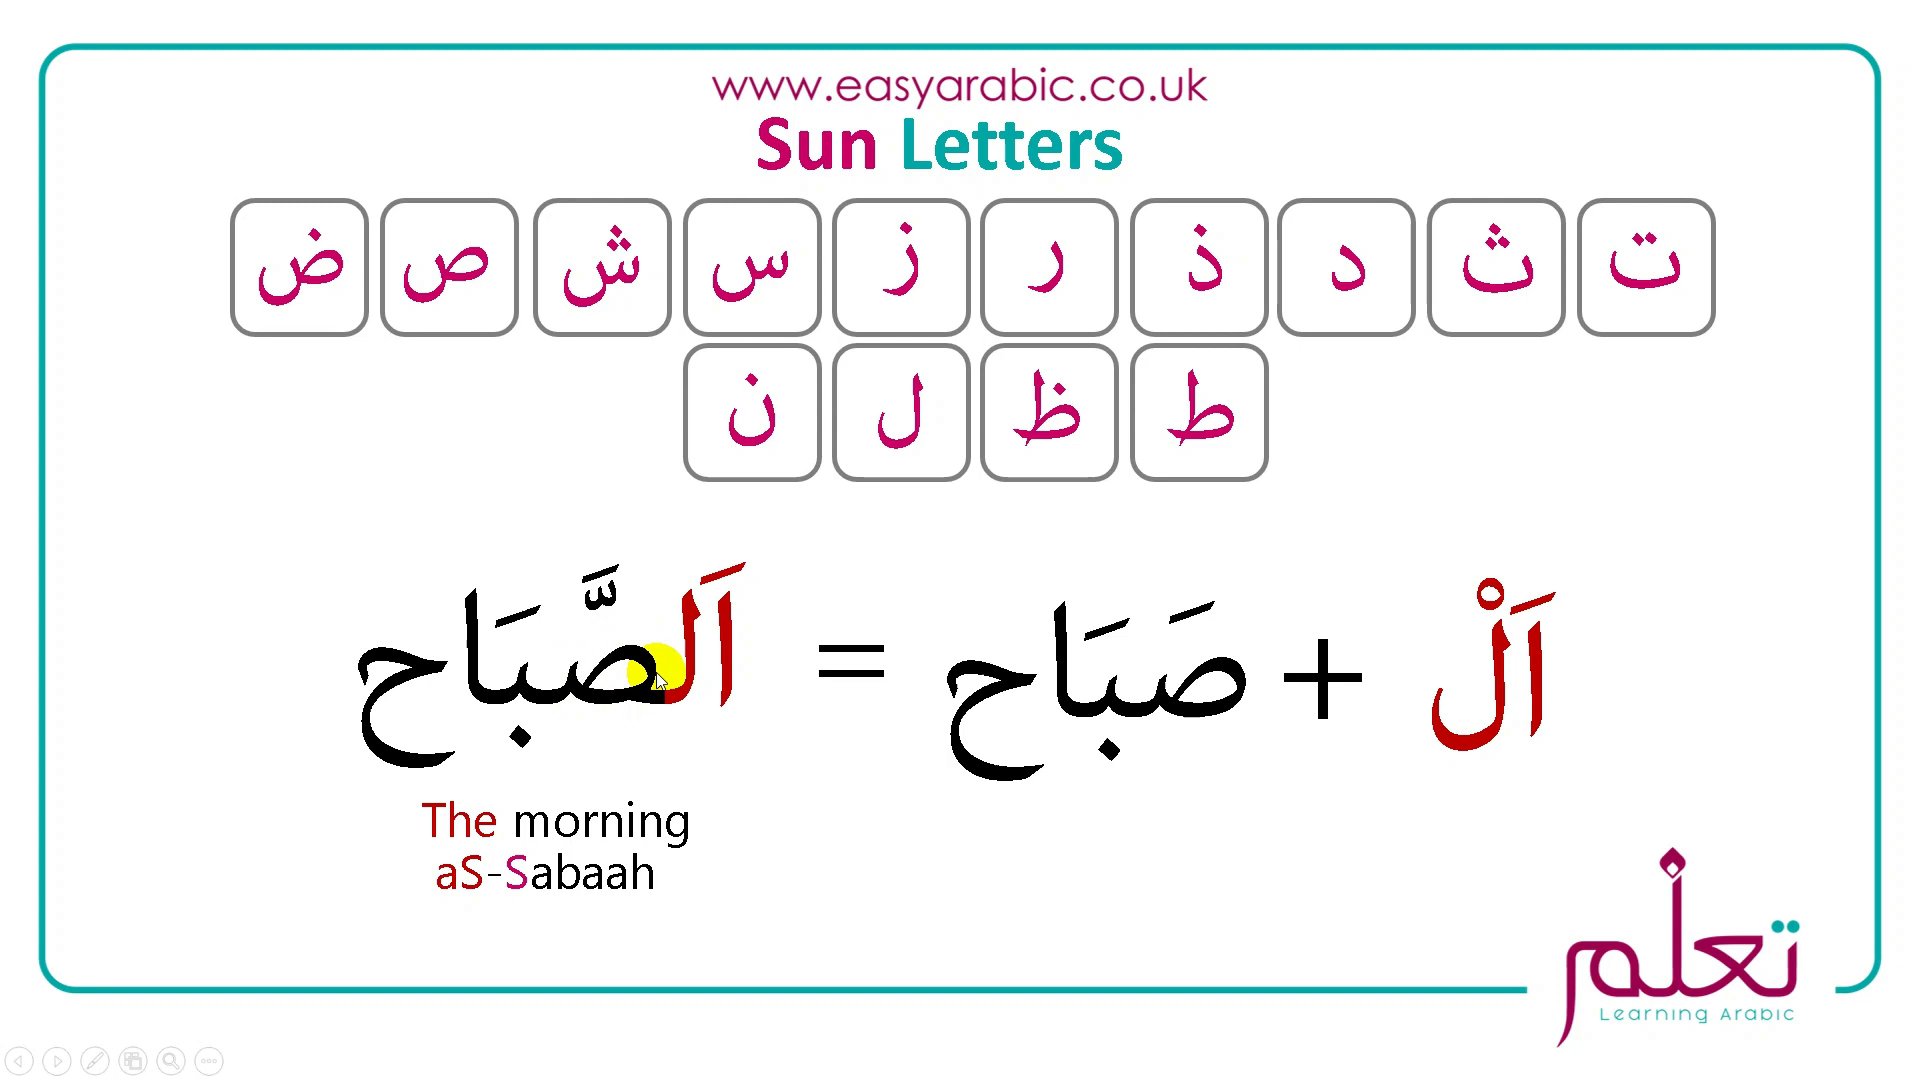 www.easyarabic.co.uk
Sun Letters
ت ث د ذ ر ز س ش ص ض
ط ظ ل ن
اَلْ + صَبَاح = اَلصَّبَاح
The morning
aS-Sabaah
تعلم
Learning Arabic